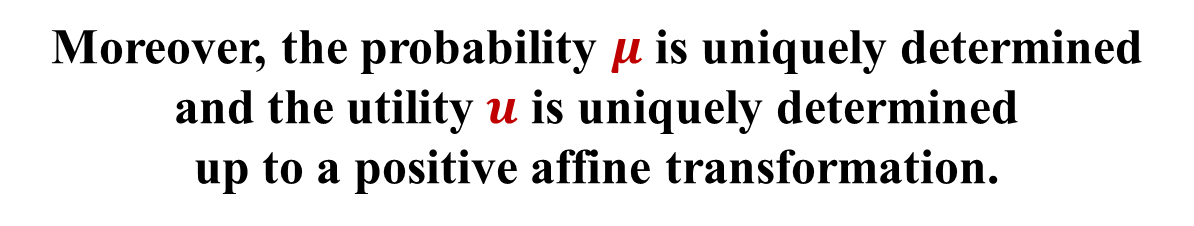 Moreover, the probability μ is uniquely determined
and the utility u is uniquely determined
up to a positive affine transformation.